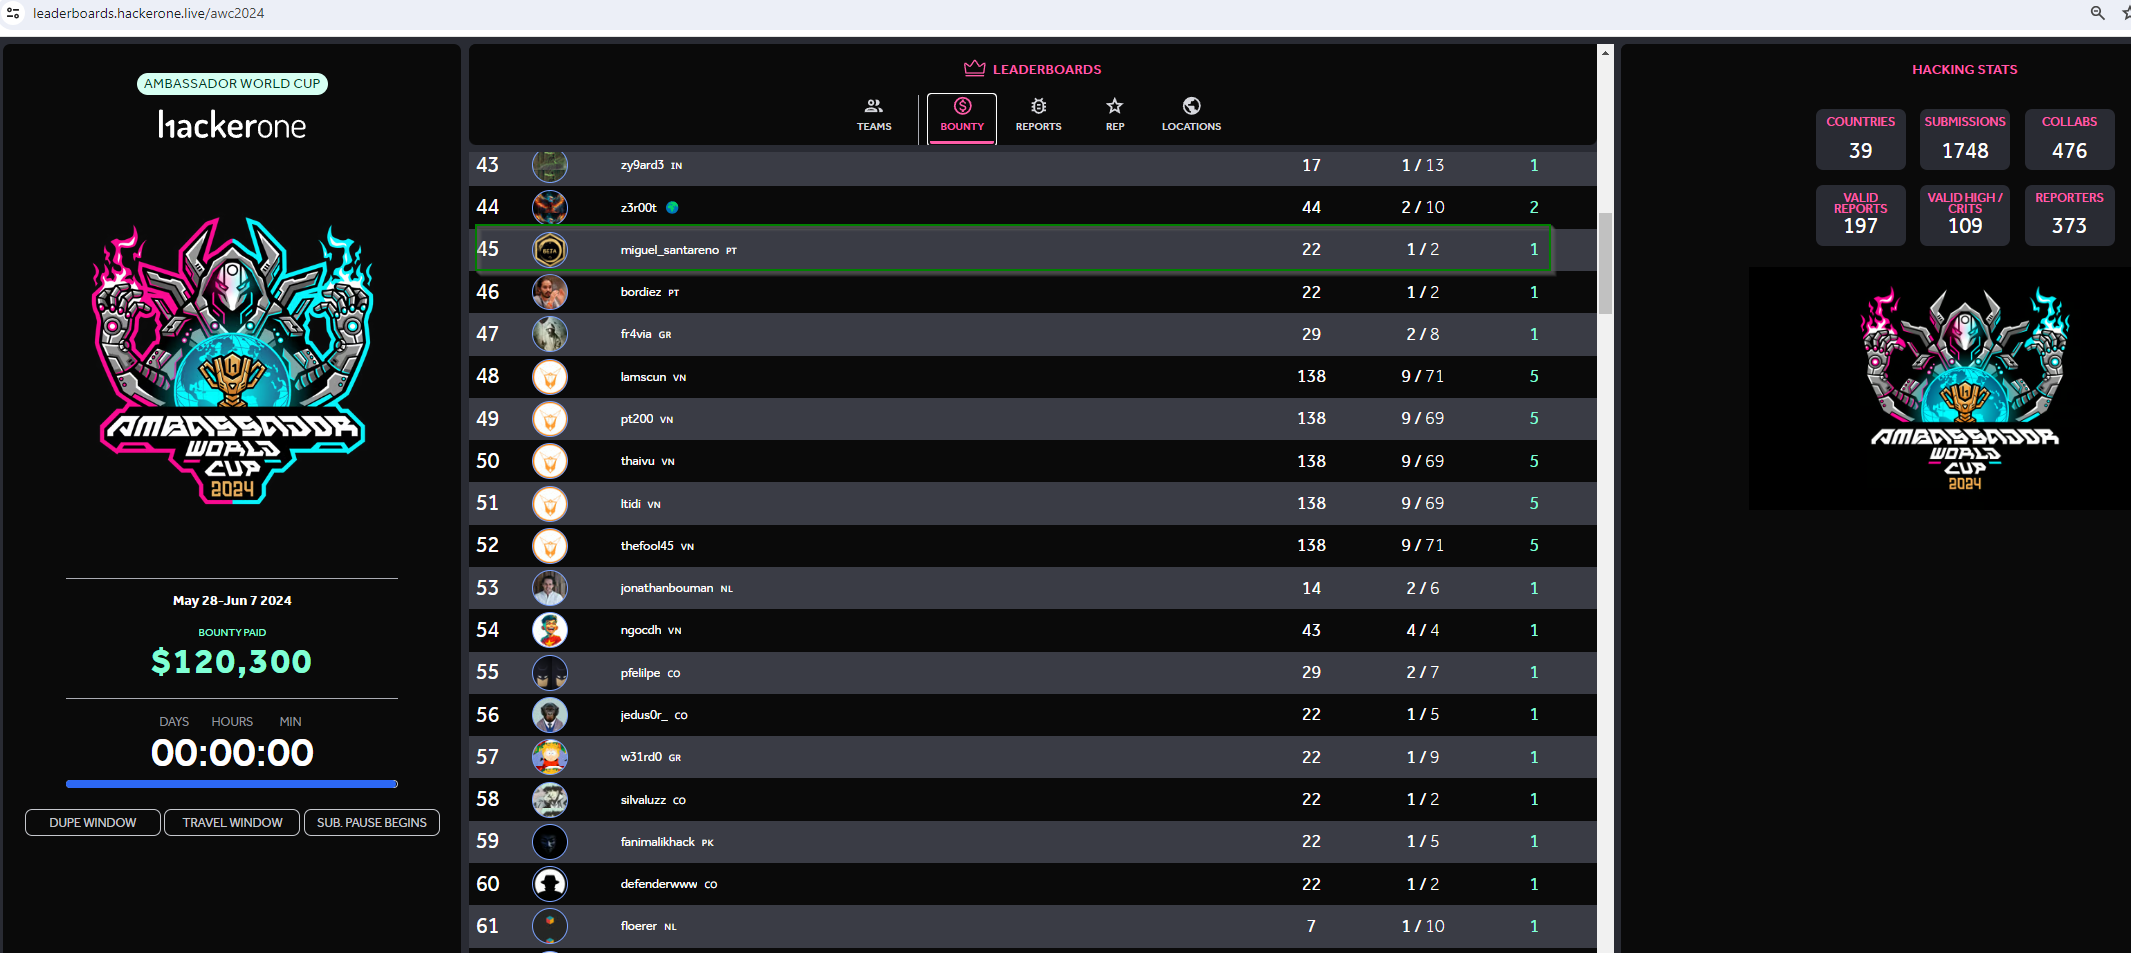 leaderboards.hackerone.live/awc2024
AMBASSADOR WORLD CUP
hackerone
AMBASSADOR
WORLD
CUP
2024
May 28-Jun 7 2024
BOUNTY PAID
$120,300
DAYS HOURS MIN
00:00:00
DUPE WINDOW TRAVEL WINDOW SUB. PAUSE BEGINS
LEADERBOARDS
TEAMS BOUNTY REPORTS REP LOCATIONS
43 zy9ard3 IN 17 1 / 13 1
44 z3r00t 44 2 / 10 2
45 BETA miguel_santareno PT 22 1 / 2 1
46 bordiez PT 22 1 / 2 1
47 fr4via GR 29 2 / 8 1
48 lamscun VN 138 9 / 71 5
49 pt200 VN 138 9 / 69 5
50 thaivu VN 138 9 / 69 5
51 ltidi VN 138 9 / 69 5
52 thefool45 VN 138 9 / 71 5
53 jonathanbouman NL 14 2 / 6 1
54 ngocdh VN 43 4 / 4 1
55 pfelilpe CO 29 2 / 7 1
56 jedus0r_ CO 22 1 / 5 1
57 w31rd0 GR 22 1 / 9 1
58 silvaluzz CO 22 1 / 2 1
59 fanimalikhack PK 22 1 / 5 1
60 defenderwww CO 22 1 / 2 1
61 floerer NL 7 1 / 10 1
HACKING STATS
COUNTRIES SUBMISSIONS COLLABS
39 1748 476
VALID REPORTS VALID HIGH / CRITS REPORTERS
197 109 373
AMBASSADOR
WORLD
CUP
2024